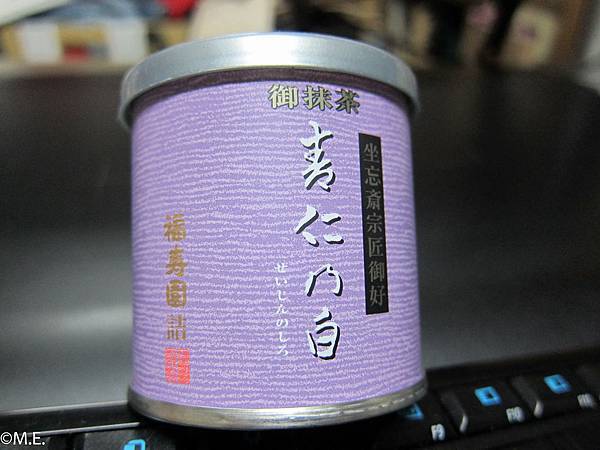 御抹茶
坐忘斎宗匠御好
青仁乃白
せいじんのしろ
福寿園
詰
F9
©M.E.